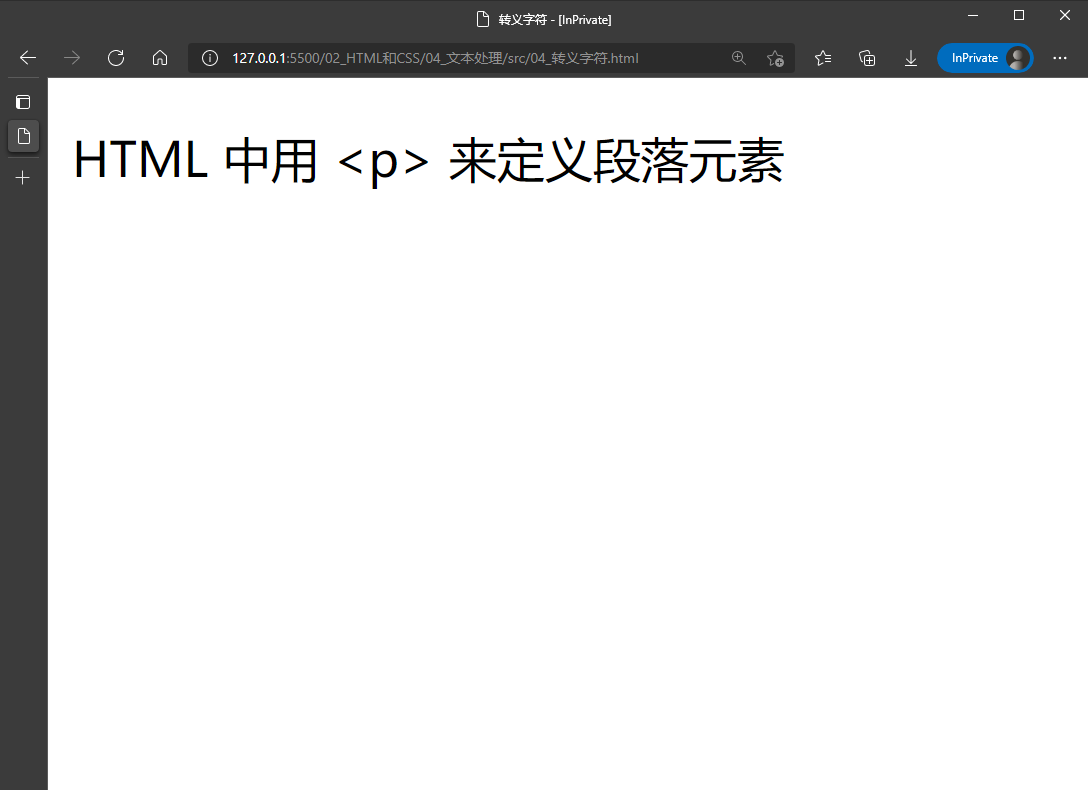 转义字符 - [InPrivate]
127.0.0.1:5500/02_HTML和CSS/04_文本处理/src/04_转义字符.html
InPrivate
HTML 中用 <p> 来定义段落元素